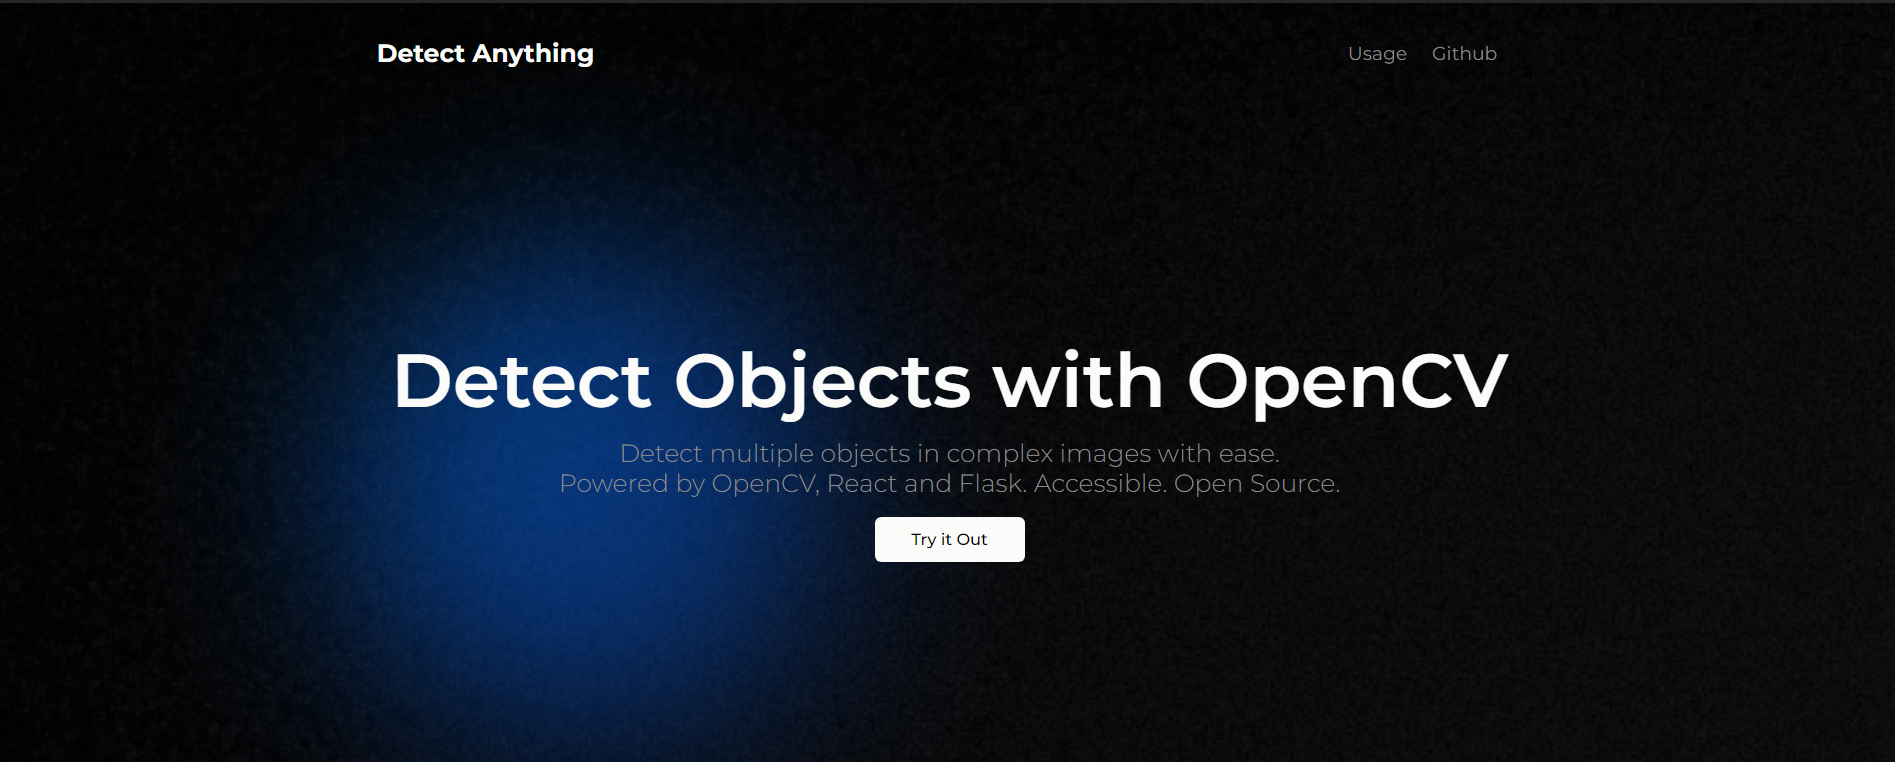 Detect Anything
Usage
Github
Detect Objects with OpenCV
Detect multiple objects in complex images with ease.
Powered by OpenCV, React and Flask. Accessible. Open Source.
Try it Out